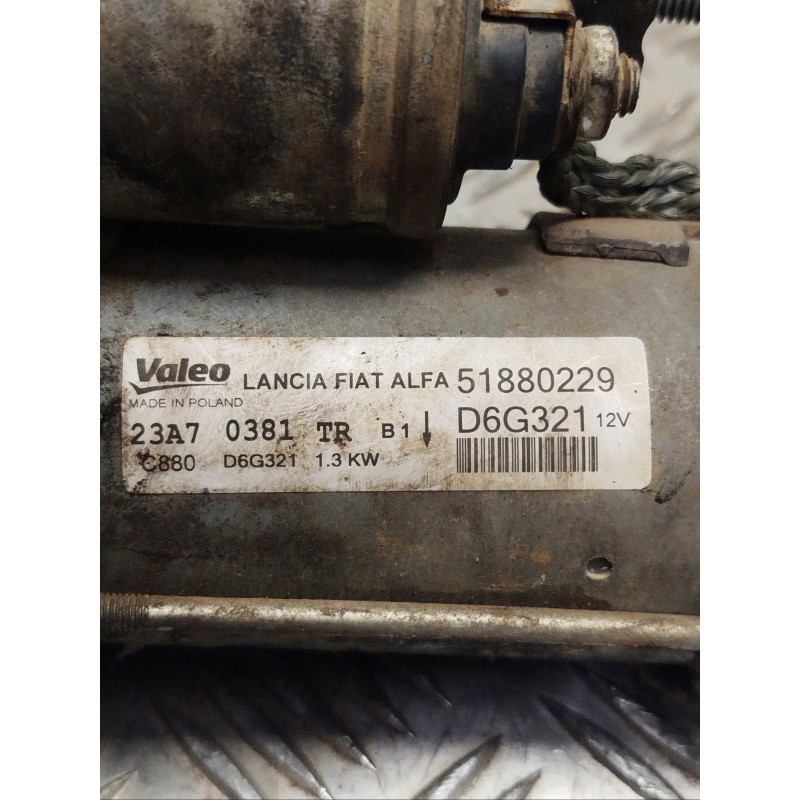 Valeo LANCIA FIAT ALFA 51880229
MADE IN POLAND
23A7 0381 TR B1 D6G321 12V
C880 D6G321 1.3 KW